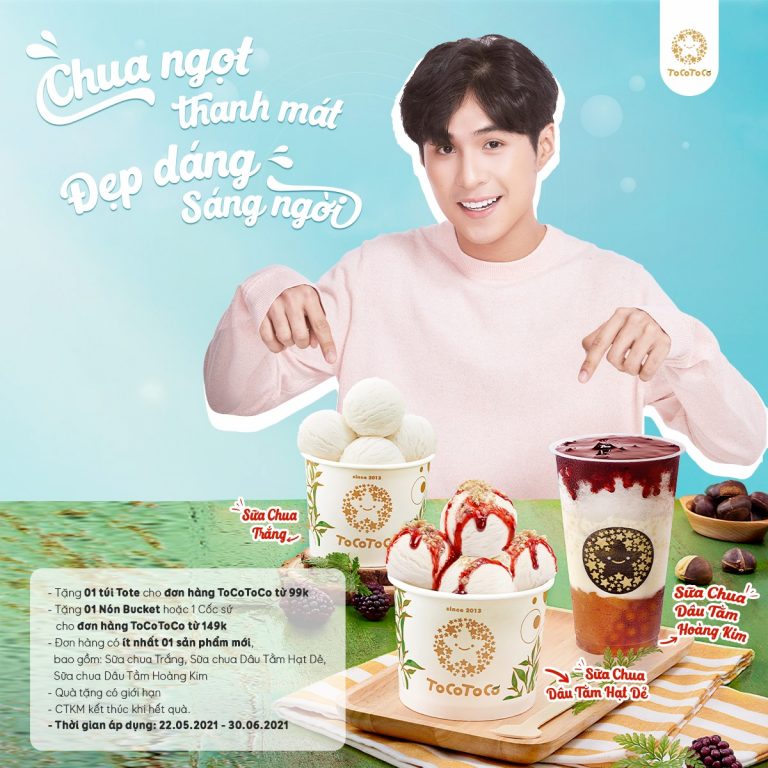 Chua ngọt
thanh mát
Đẹp dáng
Sáng ngời
ToCoToCo
since 2013
ToCoToCo
Sữa Chua
Trắng
since 2013
ToCoToCo
Sữa Chua
Dâu Tằm
Hoàng Kim
Sữa Chua
Dâu Tằm Hạt Dẻ
- Tặng 01 túi Tote cho đơn hàng ToCoToCo từ 99k
- Tặng 01 Nón Bucket hoặc 1 Cốc sứ
cho đơn hàng ToCoToCo từ 149k
- Đơn hàng có ít nhất 01 sản phẩm mới,
bao gồm: Sữa chua Trắng, Sữa chua Dâu Tằm Hạt Dẻ,
Sữa chua Dâu Tằm Hoàng Kim
- Quà tặng có giới hạn
- CTKM kết thúc khi hết quà.
- Thời gian áp dụng: 22.05.2021 - 30.06.2021